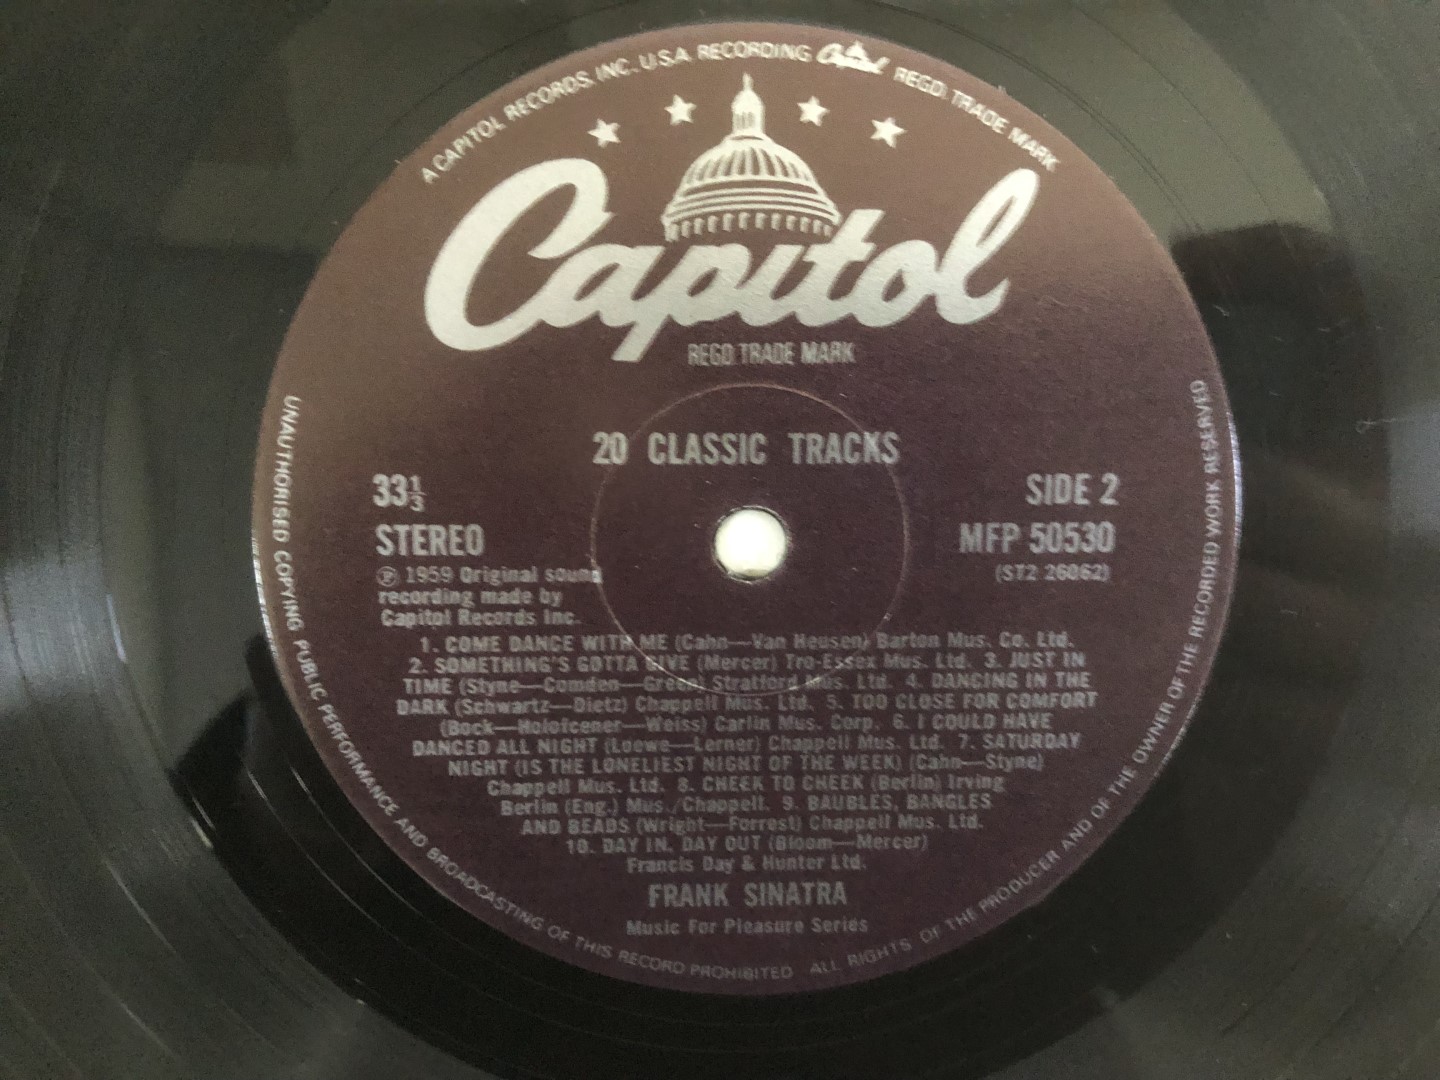 A CAPITOL RECORDS, INC., U.S.A. RECORDING Capitol REGD. TRADE MARK
Capitol
REGD. TRADE MARK
20 CLASSIC TRACKS
33⅓
SIDE 2
STEREO
MFP 50530
(ST2 26062)
℗ 1959 Original sound
recording made by
Capitol Records Inc.
1. COME DANCE WITH ME (Cahn—Van Heusen) Barton Mus. Co. Ltd.
2. SOMETHING'S GOTTA GIVE (Mercer) Tro-Essex Mus. Ltd. 3. JUST IN
TIME (Styne—Comden—Green) Stratford Mus. Ltd. 4. DANCING IN THE
DARK (Schwartz—Dietz) Chappell Mus. Ltd. 5. TOO CLOSE FOR COMFORT
(Bock—Holofcener—Weiss) Carlin Mus. Corp. 6. I COULD HAVE
DANCED ALL NIGHT (Loewe—Lerner) Chappell Mus. Ltd. 7. SATURDAY
NIGHT (IS THE LONELIEST NIGHT OF THE WEEK) (Cahn—Styne)
Chappell Mus. Ltd. 8. CHEEK TO CHEEK (Berlin) Irving
Berlin (Eng.) Mus./Chappell. 9. BAUBLES, BANGLES
AND BEADS (Wright—Forrest) Chappell Mus. Ltd.
10. DAY IN, DAY OUT (Bloom—Mercer)
Francis Day & Hunter Ltd.
FRANK SINATRA
Music For Pleasure Series
UNAUTHORISED COPYING PUBLIC PERFORMANCE AND BROADCASTING OF THIS RECORD PROHIBITED ALL RIGHTS OF THE PRODUCER AND OF THE OWNER OF THE RECORDED WORK RESERVED